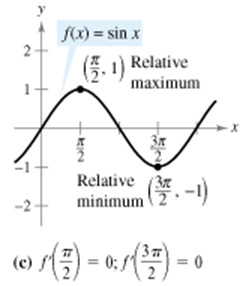 y
f(x) = sin x
2
(π/2, 1) Relative
maximum
1
x
π/2
3π/2
−1
Relative
minimum (3π/2, −1)
−2
(c) f′(π/2) = 0; f′(3π/2) = 0